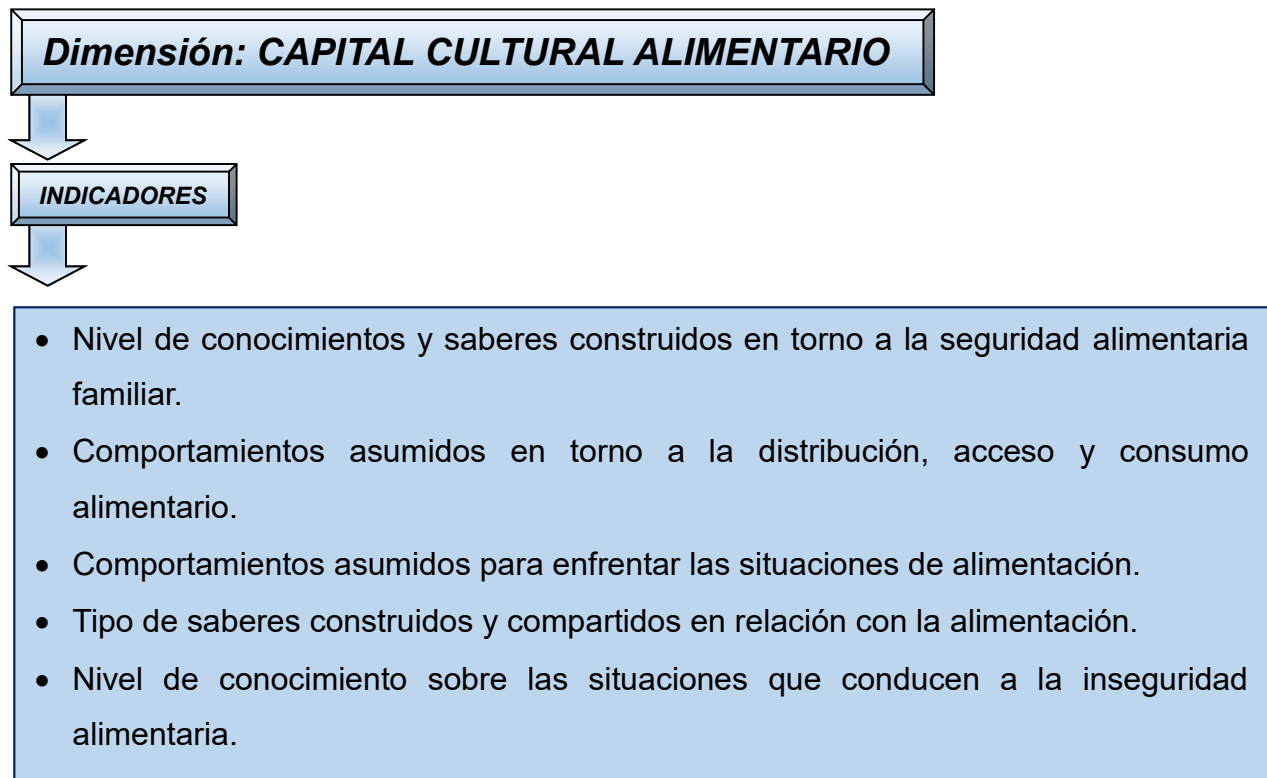 Dimensión: CAPITAL CULTURAL ALIMENTARIO
INDICADORES
• Nivel de conocimientos y saberes construidos en torno a la seguridad alimentaria
familiar.
• Comportamientos asumidos en torno a la distribución, acceso y consumo
alimentario.
• Comportamientos asumidos para enfrentar las situaciones de alimentación.
• Tipo de saberes construidos y compartidos en relación con la alimentación.
• Nivel de conocimiento sobre las situaciones que conducen a la inseguridad
alimentaria.